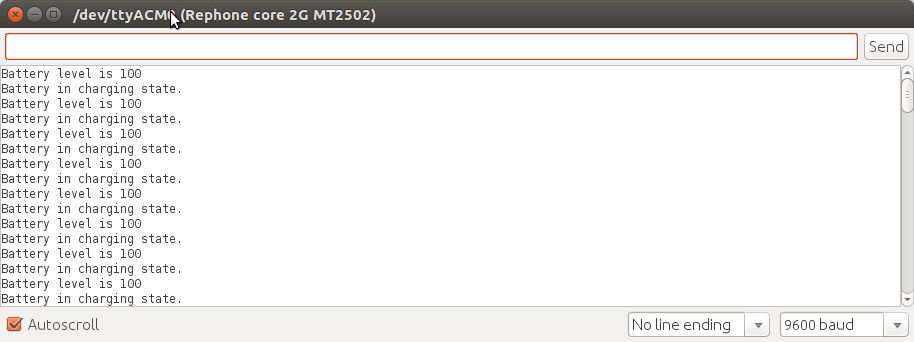 /dev/ttyACM0 (Rephone core 2G MT2502)
Send
Battery level is 100
Battery in charging state.
Battery level is 100
Battery in charging state.
Battery level is 100
Battery in charging state.
Battery level is 100
Battery in charging state.
Battery level is 100
Battery in charging state.
Battery level is 100
Battery in charging state.
Battery level is 100
Battery in charging state.
Battery level is 100
Battery in charging state.
Autoscroll
No line ending
9600 baud